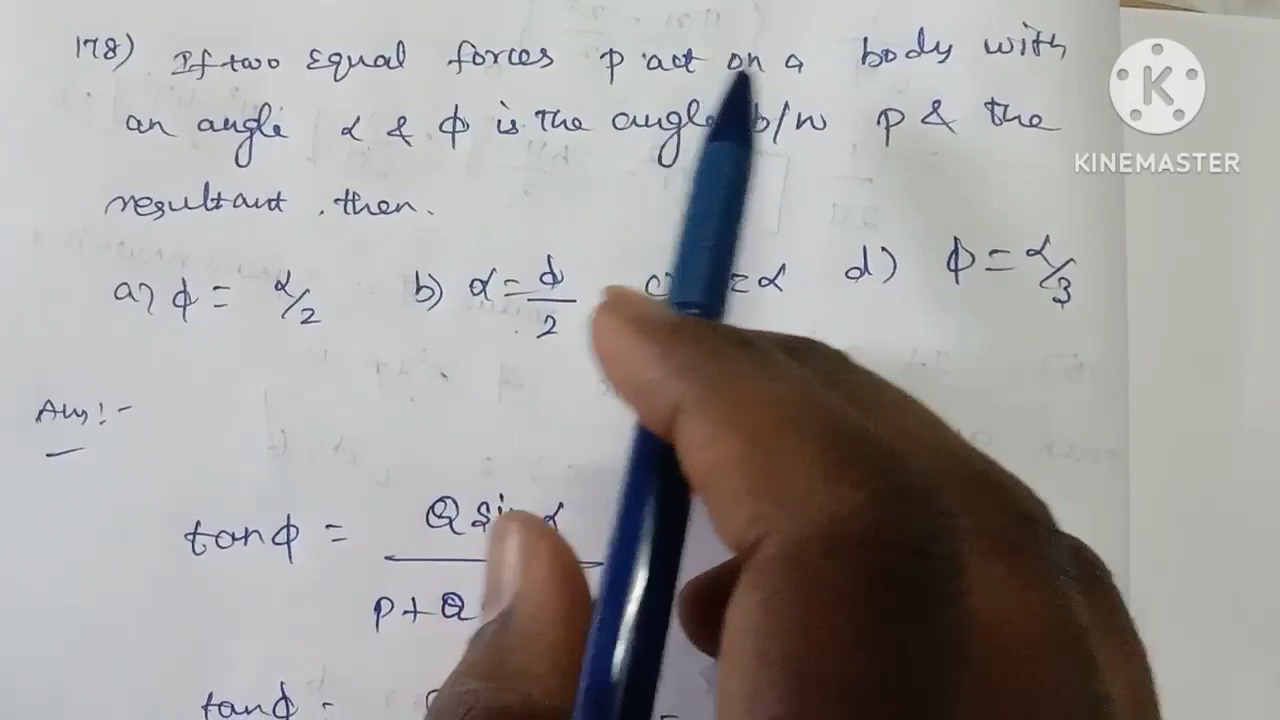 178) If two Equal forces P act on a body with
an angle α & ϕ is the angle b/w P & the
resultant . then.
a) ϕ = α/2 b) α = ϕ/2 = α d) ϕ = α/3
Ans:-
tanϕ = Q Sin α
P + Q
tanϕ =
KINEMASTER